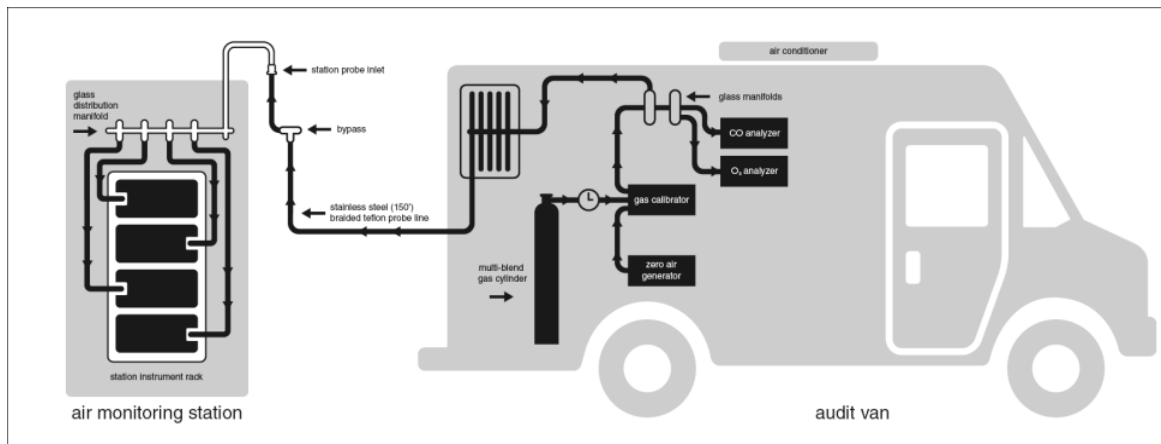 air conditioner
station probe inlet
glass
distribution
manifold
glass manifolds
bypass
CO analyzer
O₃ analyzer
gas calibrator
stainless steel (150')
braided teflon probe line
multi-blend
gas cylinder
zero air
generator
station instrument rack
air monitoring station
audit van